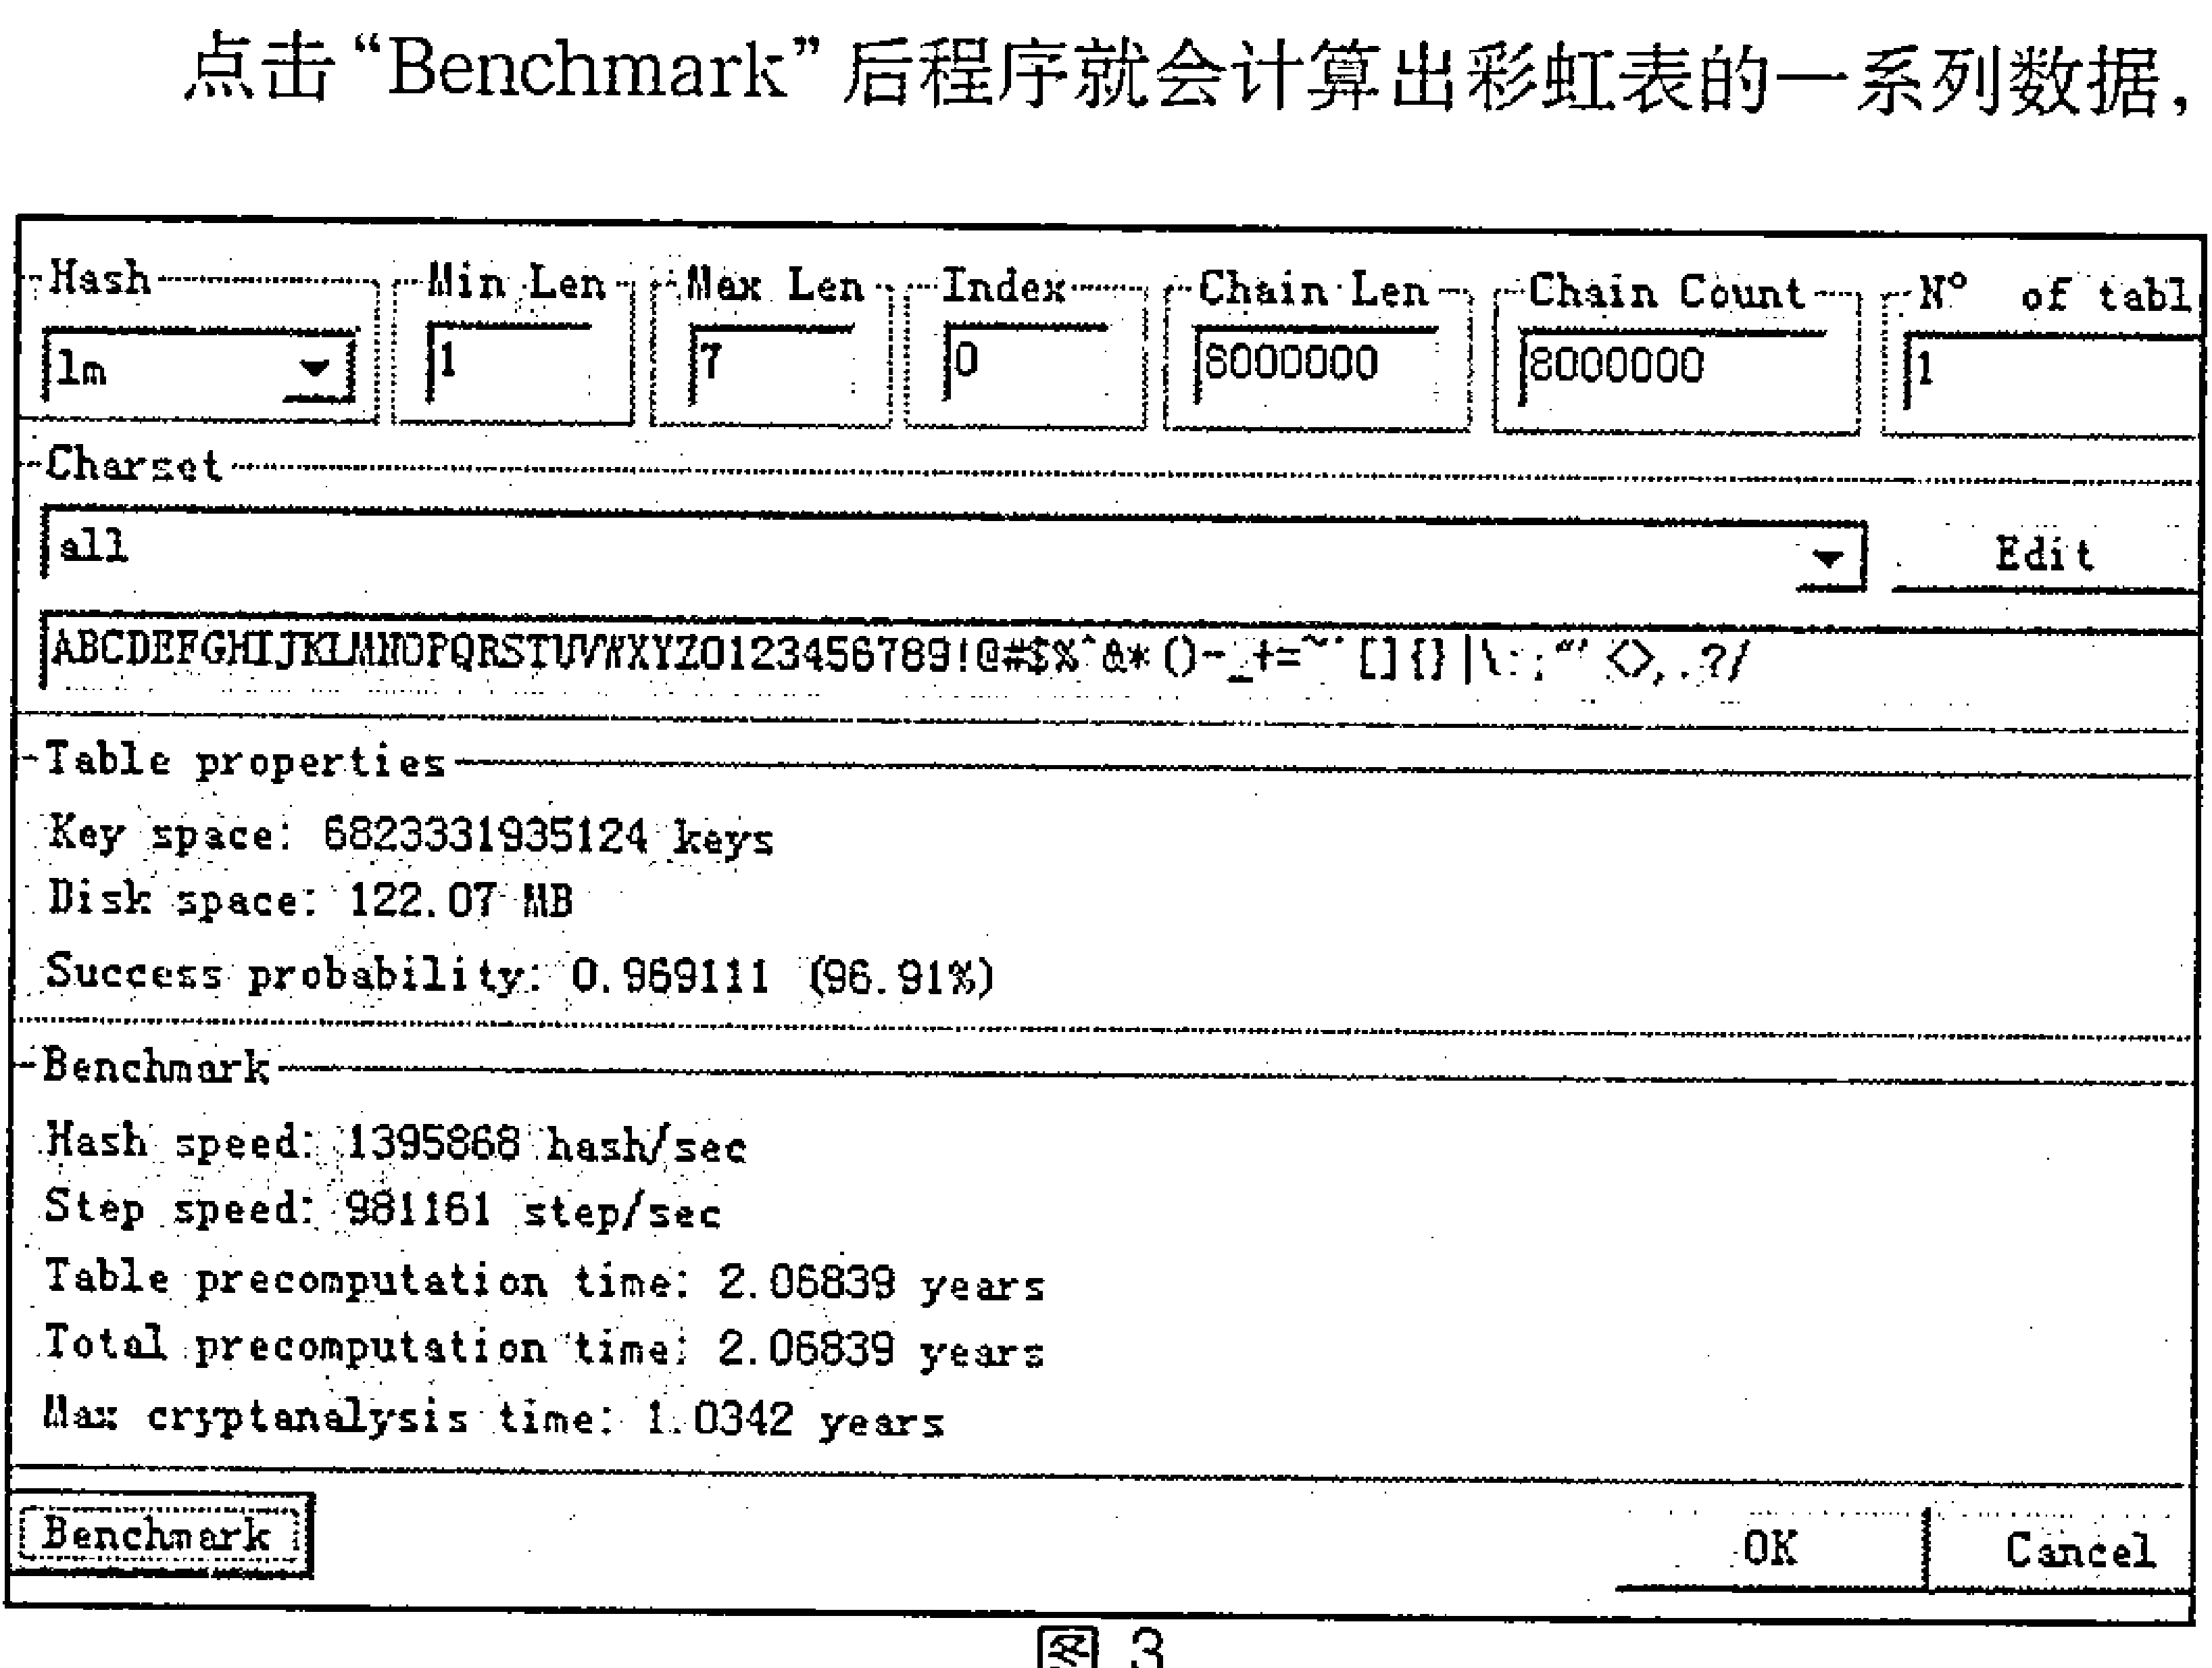 点击“Benchmark”后程序就会计算出彩虹表的一系列数据，
Hash Min Len Max Len Index Chain Len Chain Count N° of tabl
lm 1 7 0 8000000 8000000 1
Charset
all Edit
ABCDEFGHIJKLMNOPQRSTUVWXYZ0123456789!@#$%^&*()-_+=~`[]{}|\:;"'<>,.?/
Table properties
Key space: 6823331935124 keys
Disk space: 122.07 MB
Success probability: 0.969111 (96.91%)
Benchmark
Hash speed: 1395868 hash/sec
Step speed: 981161 step/sec
Table precomputation time: 2.06839 years
Total precomputation time: 2.06839 years
Max cryptanalysis time: 1.0342 years
Benchmark OK Cancel
图 3